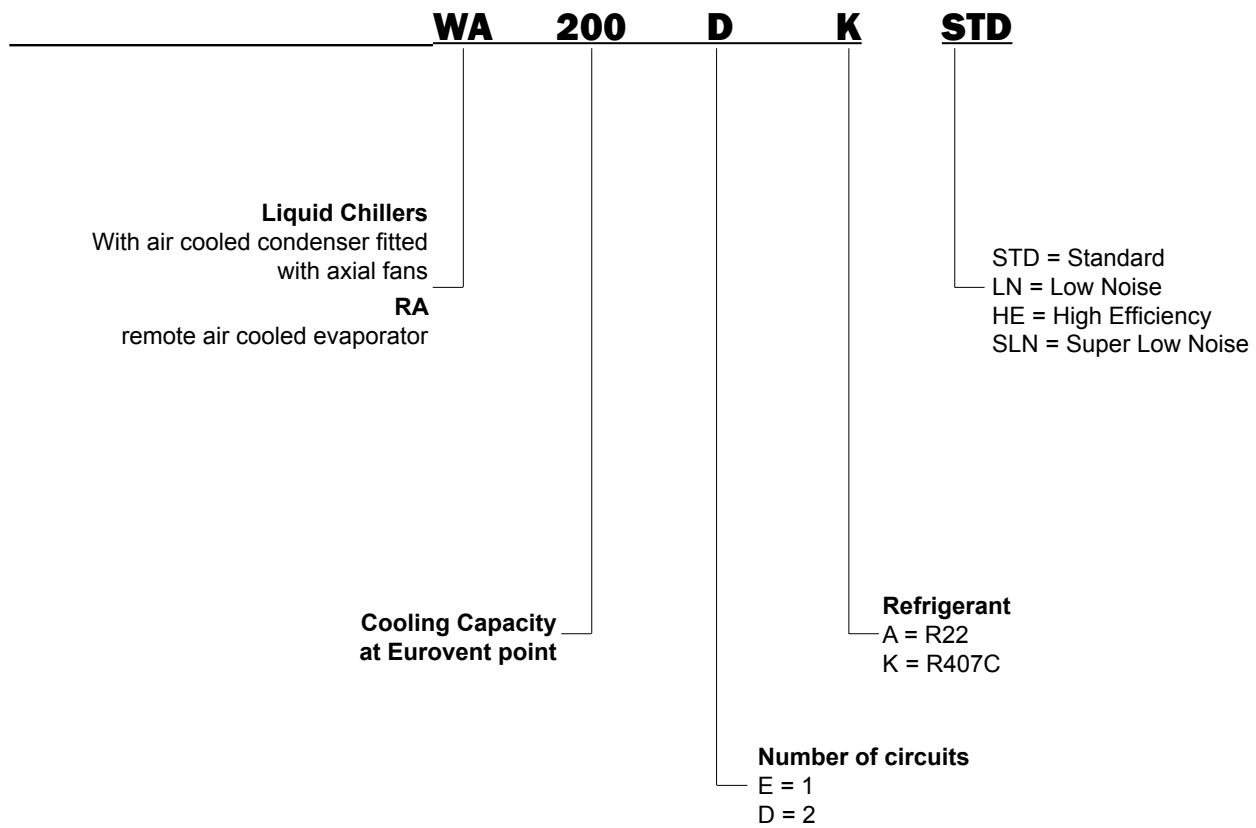 WA 200 D K STD
Liquid Chillers
With air cooled condenser fitted
with axial fans
RA
remote air cooled evaporator
STD = Standard
LN = Low Noise
HE = High Efficiency
SLN = Super Low Noise
Cooling Capacity
at Eurovent point
Refrigerant
A = R22
K = R407C
Number of circuits
E = 1
D = 2